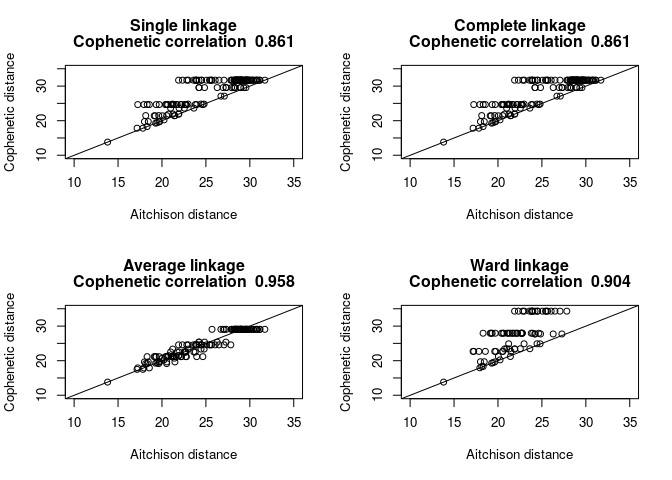 Single linkage
Cophenetic correlation 0.861
Cophenetic distance
10 20 30
10 15 20 25 30 35
Aitchison distance
Complete linkage
Cophenetic correlation 0.861
Cophenetic distance
10 20 30
10 15 20 25 30 35
Aitchison distance
Average linkage
Cophenetic correlation 0.958
Cophenetic distance
10 20 30
10 15 20 25 30 35
Aitchison distance
Ward linkage
Cophenetic correlation 0.904
Cophenetic distance
10 20 30
10 15 20 25 30 35
Aitchison distance